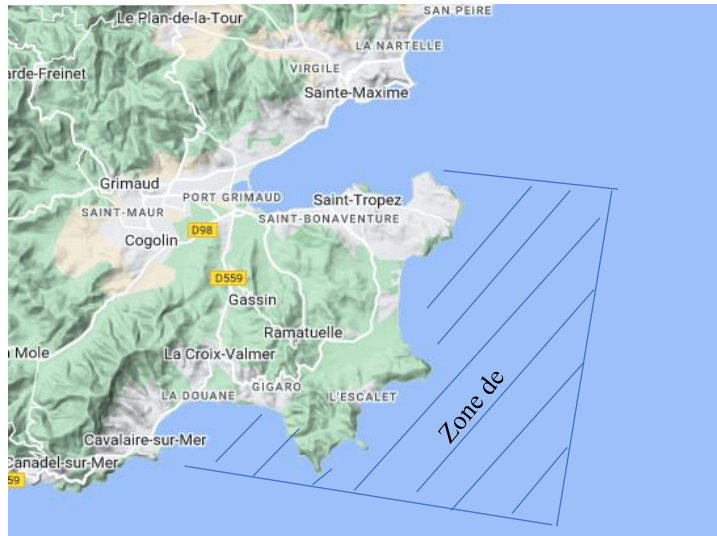 SAN PEIRE
Le Plan-de-la-Tour
LA NARTELLE
VIRGILE
arde-Freinet
Sainte-Maxime
Grimaud
PORT GRIMAUD
Saint-Tropez
SAINT-MAUR
SAINT-BONAVENTURE
D98
Cogolin
D559
Gassin
Ramatuelle
a Mole
La Croix-Valmer
GIGARO
LA DOUANE
L'ESCALET
Zone de
Cavalaire-sur-Mer
Canadel-sur-Mer
59